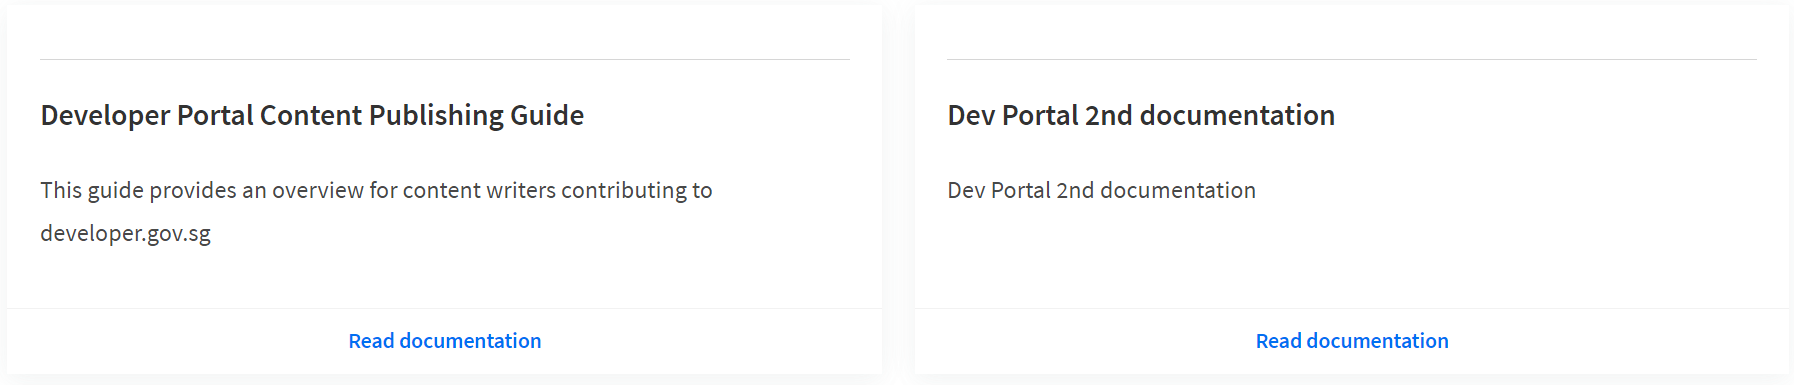 Developer Portal Content Publishing Guide
This guide provides an overview for content writers contributing to
developer.gov.sg
Read documentation
Dev Portal 2nd documentation
Dev Portal 2nd documentation
Read documentation